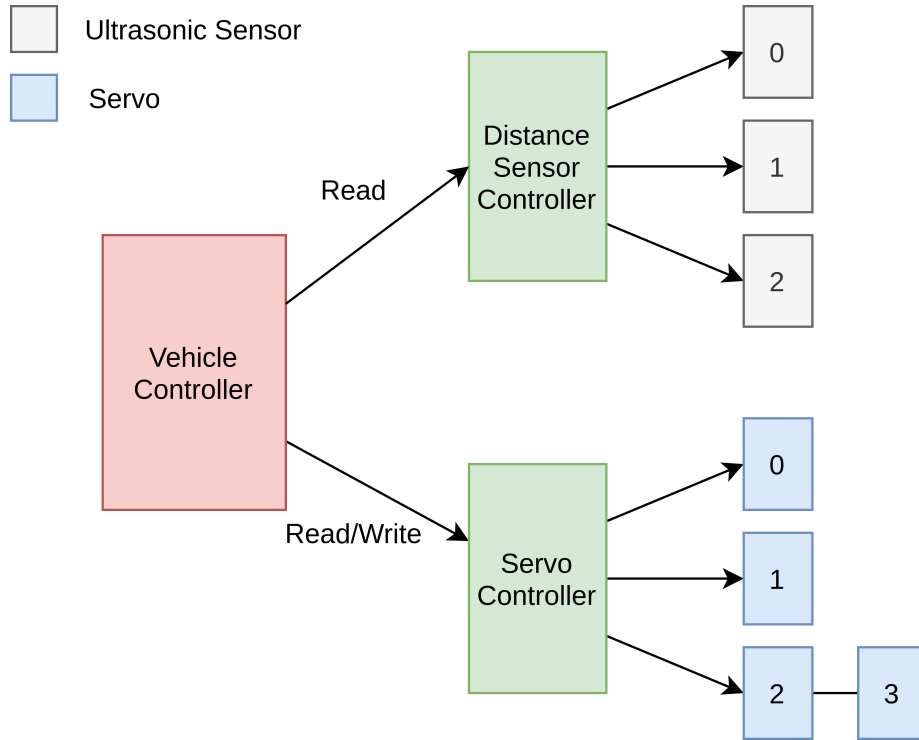 Ultrasonic Sensor
Servo
Distance
Sensor
Controller
Read
Vehicle
Controller
Read/Write
Servo
Controller
0
1
2
0
1
2
3